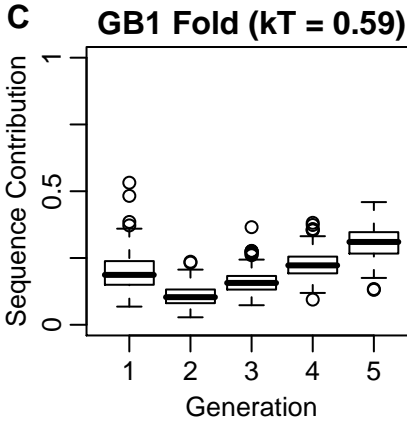 C
GB1 Fold (kT = 0.59)
Sequence Contribution
1
0.5
0
1 2 3 4 5
Generation